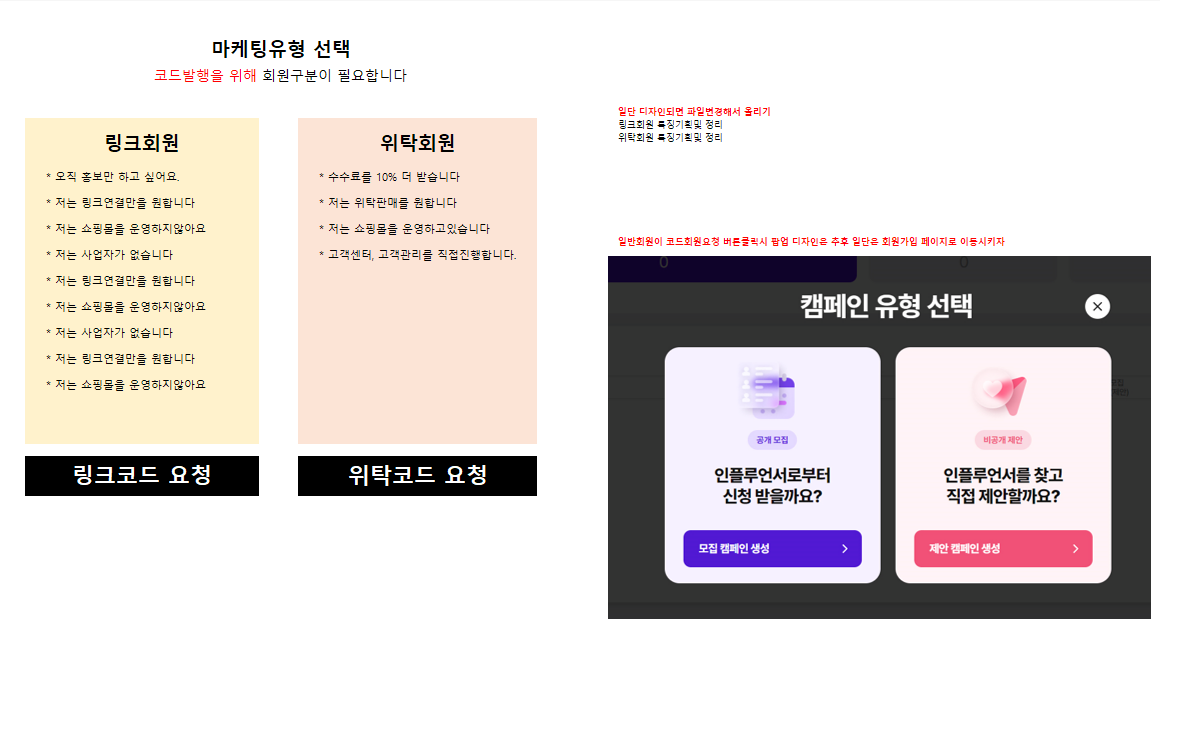 마케팅유형 선택
코드발행을 위해 회원구분이 필요합니다
링크회원
* 오직 홍보만 하고 싶어요.
* 저는 링크연결만을 원합니다
* 저는 쇼핑몰을 운영하지않아요
* 저는 사업자가 없습니다
* 저는 링크연결만을 원합니다
* 저는 쇼핑몰을 운영하지않아요
* 저는 사업자가 없습니다
* 저는 링크연결만을 원합니다
* 저는 쇼핑몰을 운영하지않아요
링크코드 요청
위탁회원
* 수수료를 10% 더 받습니다
* 저는 위탁판매를 원합니다
* 저는 쇼핑몰을 운영하고있습니다
* 고객센터, 고객관리를 직접진행합니다.
위탁코드 요청
일단 디자인되면 파일변경해서 올리기
링크회원 특징기획및 정리
위탁회원 특징기획및 정리
일반회원이 코드회원요청 버튼클릭시 팝업 디자인은 추후 일단은 회원가입 페이지로 이동시키자
0
0
캠페인 유형 선택
공개 모집
인플루언서로부터
신청 받을까요?
모집 캠페인 생성
비공개 제안
인플루언서를 찾고
직접 제안할까요?
제안 캠페인 생성